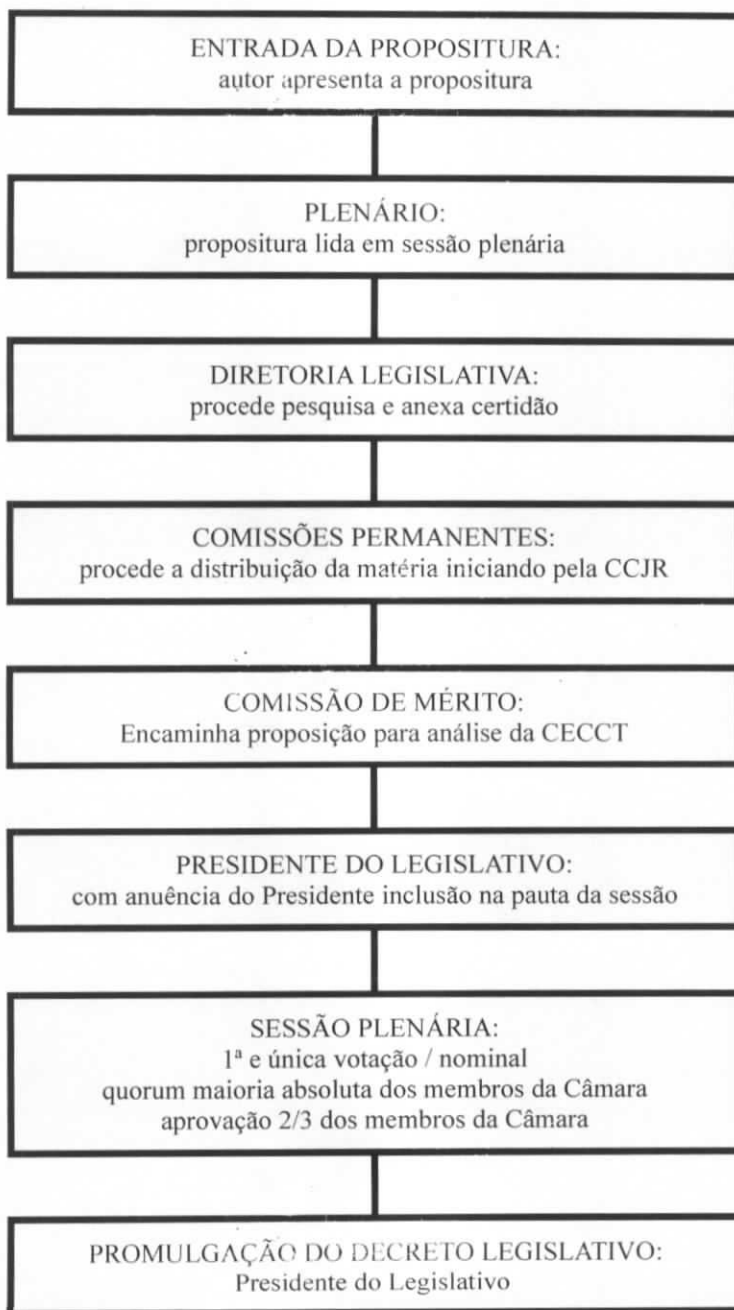 ENTRADA DA PROPOSITURA:
autor apresenta a propositura
PLENÁRIO:
propositura lida em sessão plenária
DIRETORIA LEGISLATIVA:
procede pesquisa e anexa certidão
COMISSÕES PERMANENTES:
procede a distribuição da matéria iniciando pela CCJR
COMISSÃO DE MÉRITO:
Encaminha proposição para análise da CECCT
PRESIDENTE DO LEGISLATIVO:
com anuência do Presidente inclusão na pauta da sessão
SESSÃO PLENÁRIA:
1ª e única votação / nominal
quorum maioria absoluta dos membros da Câmara
aprovação 2/3 dos membros da Câmara
PROMULGAÇÃO DO DECRETO LEGISLATIVO:
Presidente do Legislativo